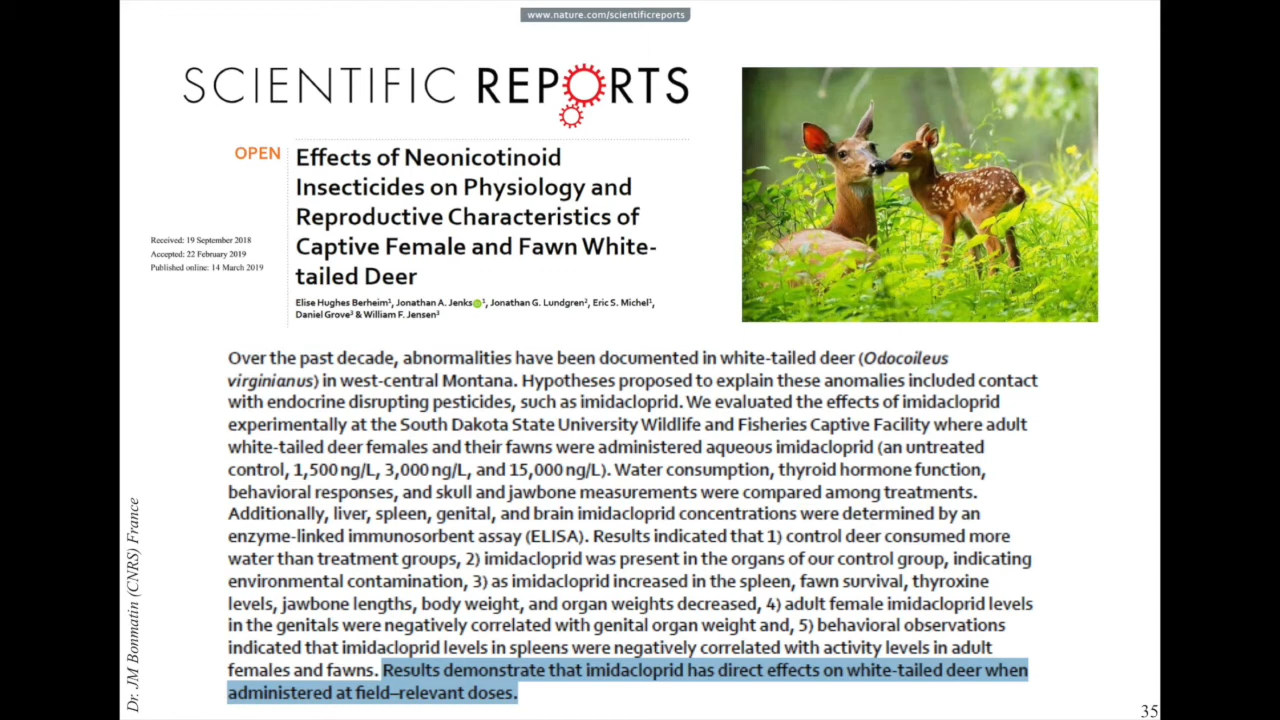 www.nature.com/scientificreports
SCIENTIFIC REPORTS
OPEN
Effects of Neonicotinoid
Insecticides on Physiology and
Reproductive Characteristics of
Captive Female and Fawn White-
tailed Deer
Received: 19 September 2018
Accepted: 22 February 2019
Published online: 14 March 2019
Elise Hughes Berheim¹, Jonathan A. Jenks¹, Jonathan G. Lundgren², Eric S. Michel¹,
Daniel Grove³ & William F. Jensen³
Over the past decade, abnormalities have been documented in white-tailed deer (Odocoileus
virginianus) in west-central Montana. Hypotheses proposed to explain these anomalies included contact
with endocrine disrupting pesticides, such as imidacloprid. We evaluated the effects of imidacloprid
experimentally at the South Dakota State University Wildlife and Fisheries Captive Facility where adult
white-tailed deer females and their fawns were administered aqueous imidacloprid (an untreated
control, 1,500 ng/L, 3,000 ng/L, and 15,000 ng/L). Water consumption, thyroid hormone function,
behavioral responses, and skull and jawbone measurements were compared among treatments.
Additionally, liver, spleen, genital, and brain imidacloprid concentrations were determined by an
enzyme-linked immunosorbent assay (ELISA). Results indicated that 1) control deer consumed more
water than treatment groups, 2) imidacloprid was present in the organs of our control group, indicating
environmental contamination, 3) as imidacloprid increased in the spleen, fawn survival, thyroxine
levels, jawbone lengths, body weight, and organ weights decreased, 4) adult female imidacloprid levels
in the genitals were negatively correlated with genital organ weight and, 5) behavioral observations
indicated that imidacloprid levels in spleens were negatively correlated with activity levels in adult
females and fawns. Results demonstrate that imidacloprid has direct effects on white-tailed deer when
administered at field–relevant doses.
Dr. JM Bonmatin (CNRS) France
35